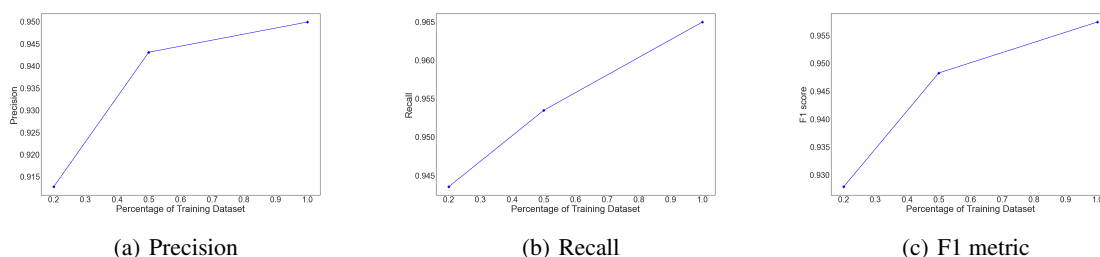 0.950
0.945
0.940
0.935
0.930
0.925
0.920
0.915
Precision
0.2 0.3 0.4 0.5 0.6 0.7 0.8 0.9 1.0
Percentage of Training Dataset
(a) Precision
0.965
0.960
0.955
0.950
0.945
Recall
0.2 0.3 0.4 0.5 0.6 0.7 0.8 0.9 1.0
Percentage of Training Dataset
(b) Recall
0.955
0.950
0.945
0.940
0.935
0.930
F1 score
0.2 0.3 0.4 0.5 0.6 0.7 0.8 0.9 1.0
Percentage of Training Dataset
(c) F1 metric